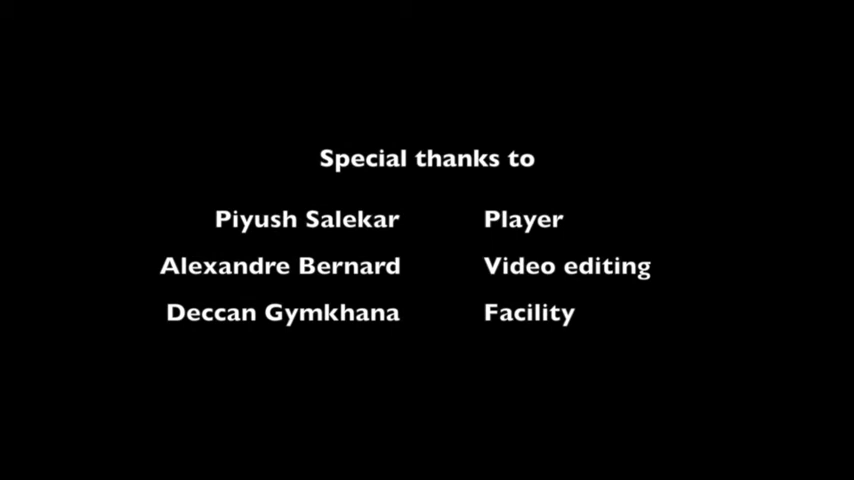 Special thanks to
Piyush Salekar Player
Alexandre Bernard Video editing
Deccan Gymkhana Facility